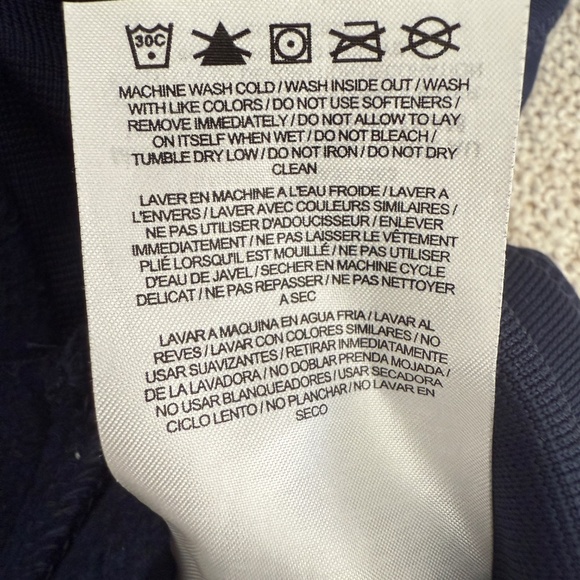 30C
MACHINE WASH COLD / WASH INSIDE OUT / WASH
WITH LIKE COLORS / DO NOT USE SOFTENERS /
REMOVE IMMEDIATELY / DO NOT ALLOW TO LAY
ON ITSELF WHEN WET / DO NOT BLEACH /
TUMBLE DRY LOW / DO NOT IRON / DO NOT DRY
CLEAN
LAVER EN MACHINE A L'EAU FROIDE / LAVER A
L'ENVERS / LAVER AVEC COULEURS SIMILAIRES /
NE PAS UTILISER D'ADOUCISSEUR / ENLEVER
IMMEDIATEMENT / NE PAS LAISSER LE VÊTEMENT
PLIÉ LORSQU'IL EST MOUILLÉ / NE PAS UTILISER
D'EAU DE JAVEL / SECHER EN MACHINE CYCLE
DELICAT / NE PAS REPASSER / NE PAS NETTOYER
A SEC
LAVAR A MAQUINA EN AGUA FRIA / LAVAR AL
REVES / LAVAR CON COLORES SIMILARES / NO
USAR SUAVIZANTES / RETIRAR INMEDIATAMENTE
DE LA LAVADORA / NO DOBLAR PRENDA MOJADA /
NO USAR BLANQUEADORES / USAR SECADORA
CICLO LENTO / NO PLANCHAR / NO LAVAR EN
SECO